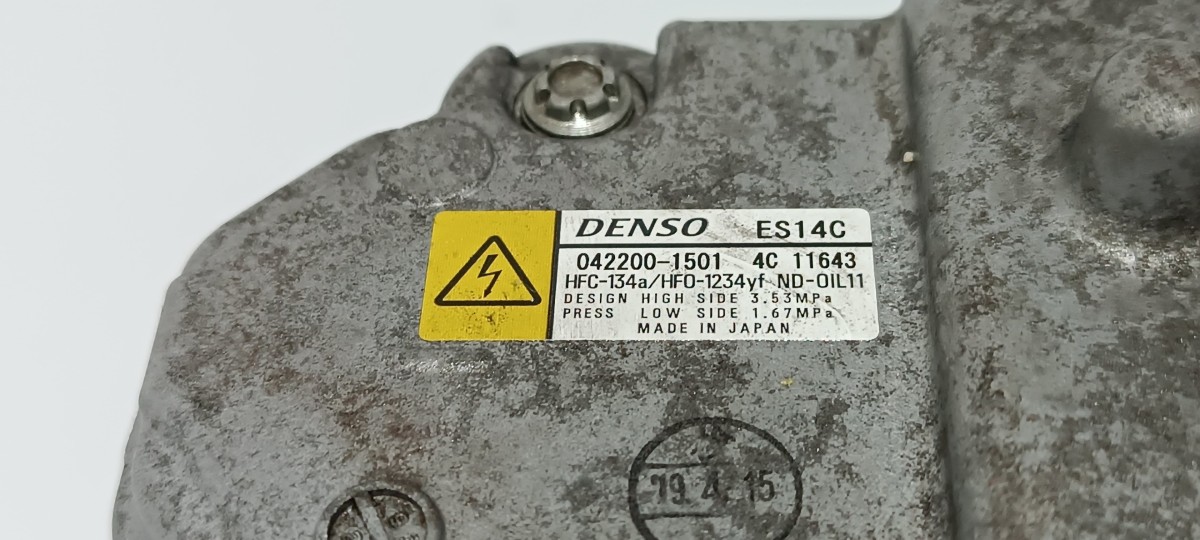 DENSO ES14C
042200-1501 4C 11643
HFC-134a/HFO-1234yf ND-OIL11
DESIGN HIGH SIDE 3.53MPa
PRESS LOW SIDE 1.67MPa
MADE IN JAPAN
19.4.15